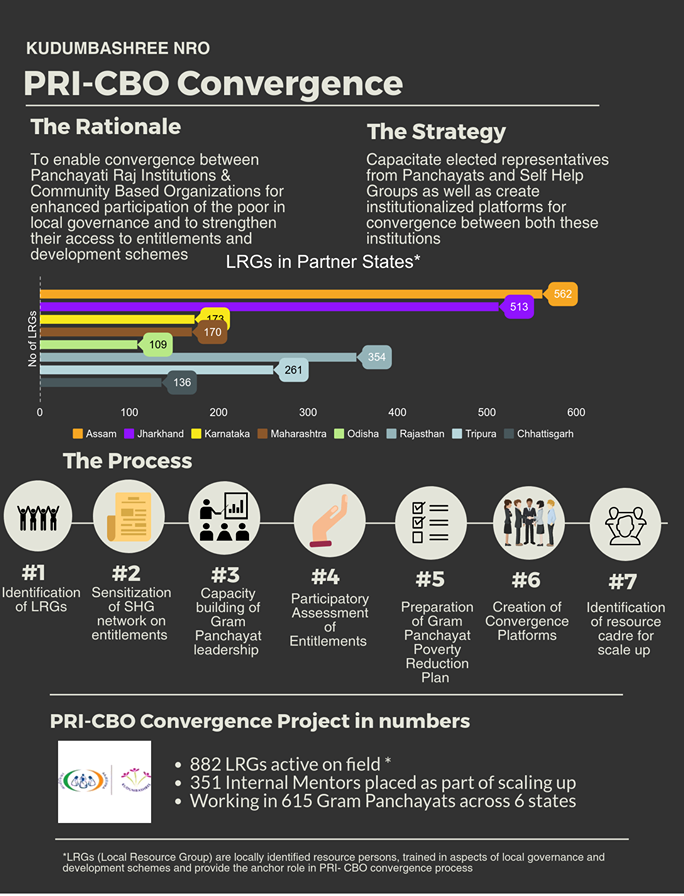 KUDUMBASHREE NRO
PRI-CBO Convergence
The Rationale
To enable convergence between
Panchayati Raj Institutions &
Community Based Organizations for
enhanced participation of the poor in
local governance and to strengthen
their access to entitlements and
development schemes
The Strategy
Capacitate elected representatives
from Panchayats and Self Help
Groups as well as create
institutionalized platforms for
convergence between both these
institutions
LRGs in Partner States*
No of LRGs
562
513
173
170
109
354
261
136
0 100 200 300 400 500 600
Assam Jharkhand Karnataka Maharashtra Odisha Rajasthan Tripura Chhattisgarh
The Process
#1
Identification
of LRGs
#2
Sensitization
of SHG
network on
entitlements
#3
Capacity
building of
Gram
Panchayat
leadership
#4
Participatory
Assessment
of
Entitlements
#5
Preparation
of Gram
Panchayat
Poverty
Reduction
Plan
#6
Creation of
Convergence
Platforms
#7
Identification
of resource
cadre for
scale up
PRI-CBO Convergence Project in numbers
• 882 LRGs active on field *
• 351 Internal Mentors placed as part of scaling up
• Working in 615 Gram Panchayats across 6 states
*LRGs (Local Resource Group) are locally identified resource persons, trained in aspects of local governance and
development schemes and provide the anchor role in PRI- CBO convergence process